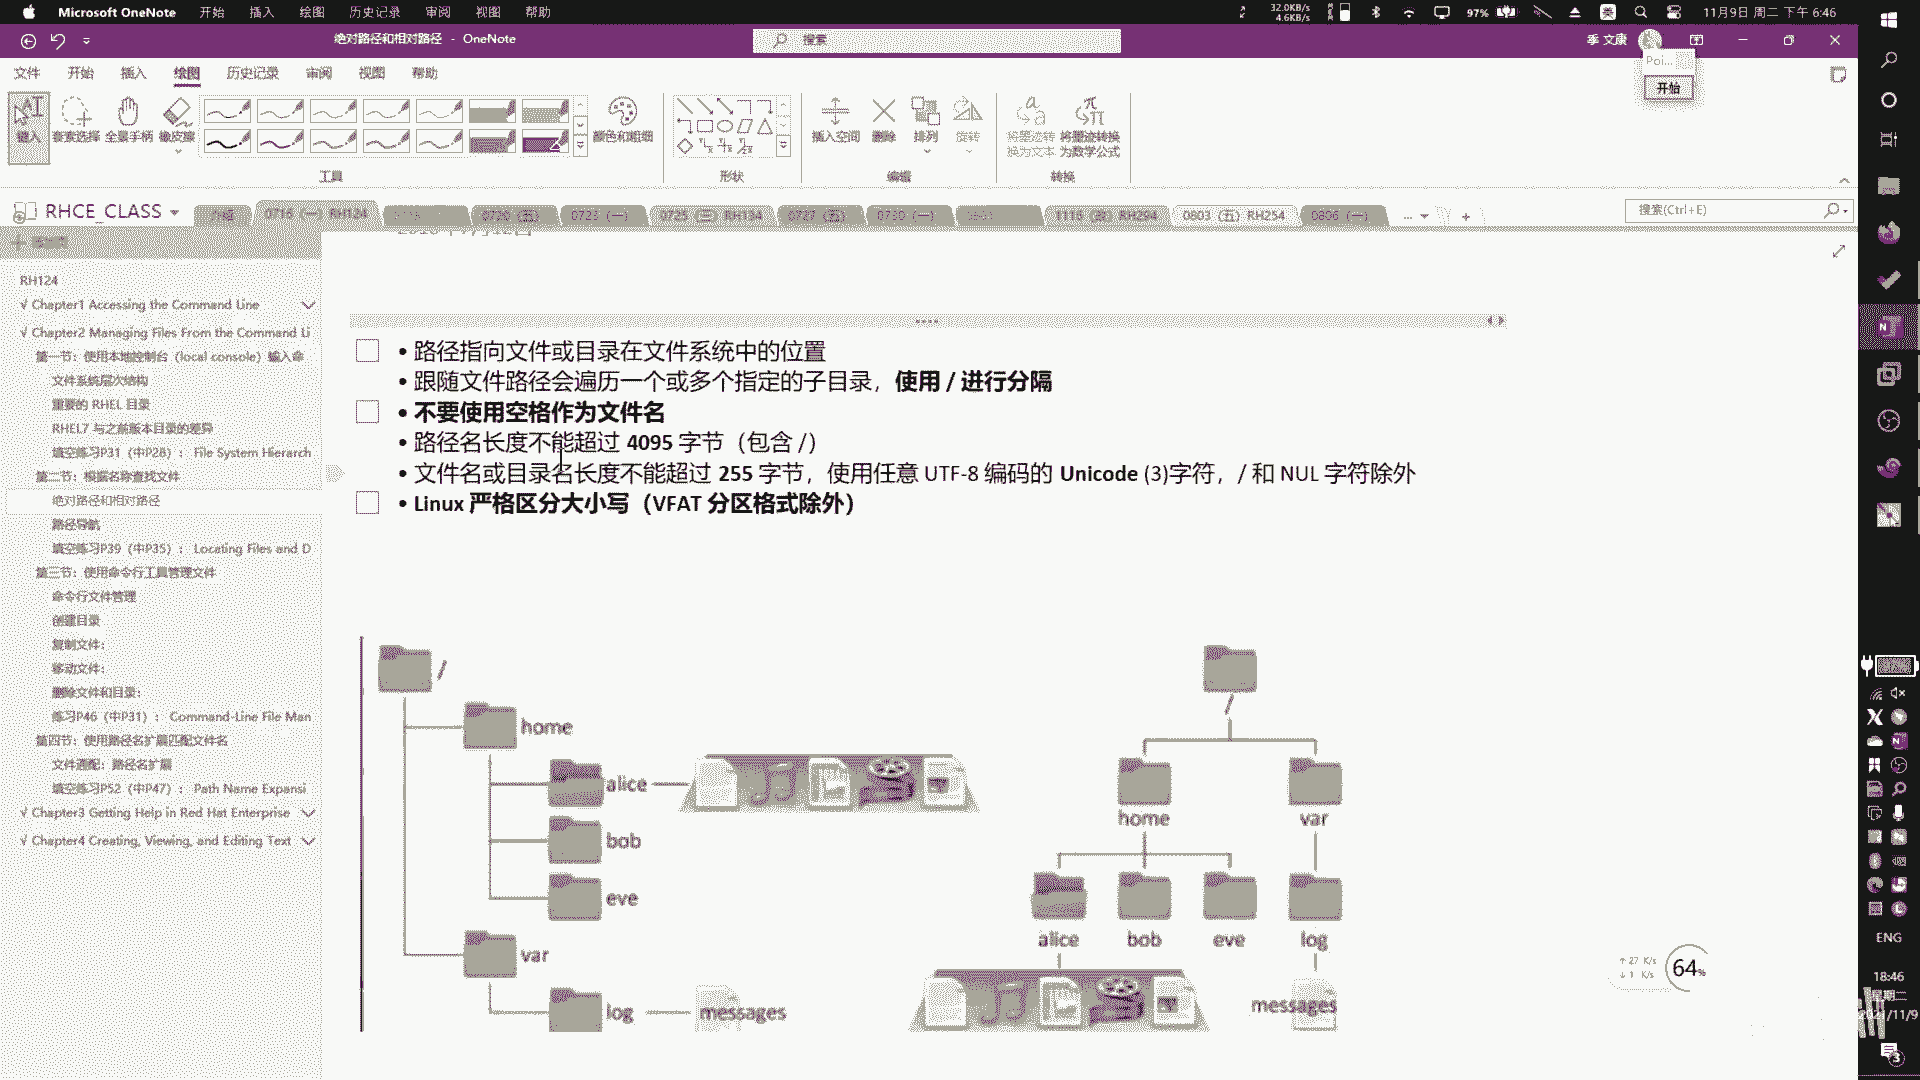 Microsoft OneNote 开始 插入 绘图 历史记录 审阅 视图 帮助
32.0KB/s
4.6KB/s
97%
英
11月9日 周二 下午 6:46
绝对路径和相对路径 - OneNote
搜索
季 文康
文件 开始 插入 绘图 历史记录 审阅 视图 帮助
Poi...
开始
键入 套索选择 全景手柄 橡皮擦
颜色和粗细
插入空间 删除 排列 旋转
将墨迹转换为文本
将墨迹转换为数学公式
工具 形状 编辑 转换
RHCE_CLASS
0716 (一) RH124
0720 (五)
0723 (一)
0725 (三) RH134
0727 (五)
0730 (一)
RH294
0803 (五) RH254
0806 (一)
搜索(Ctrl+E)
RH124
√ Chapter1 Accessing the Command Line
√ Chapter2 Managing Files From the Command Li
第一节：使用本地控制台（local console）输入命
文件系统层次结构
重要的 RHEL 目录
RHEL7 与之前版本目录的差异
填空练习P31（中P28）： File System Hierarch
第二节：根据名称查找文件
绝对路径和相对路径
路径导航
填空练习P39（中P35）： Locating Files and D
第三节：使用命令行工具管理文件
命令行文件管理
创建目录
复制文件:
移动文件:
删除文件和目录:
练习P46（中P31）： Command-Line File Man
第四节：使用路径名扩展匹配文件名
文件通配：路径名扩展
填空练习P52（中P47）： Path Name Expansi
√ Chapter3 Getting Help in Red Hat Enterprise
√ Chapter4 Creating, Viewing, and Editing Text
• 路径指向文件或目录在文件系统中的位置
• 跟随文件路径会遍历一个或多个指定的子目录，使用 / 进行分隔
• 不要使用空格作为文件名
• 路径名长度不能超过 4095 字节（包含 /）
• 文件名或目录名长度不能超过 255 字节，使用任意 UTF-8 编码的 Unicode (3)字符，/ 和 NUL 字符除外
• Linux 严格区分大小写（VFAT 分区格式除外）
/
home
alice
bob
eve
var
log
messages
/
home var
alice bob eve log
messages
27 K/s
1 K/s
64%
ENG
18:46
星期二
2021/11/9
3